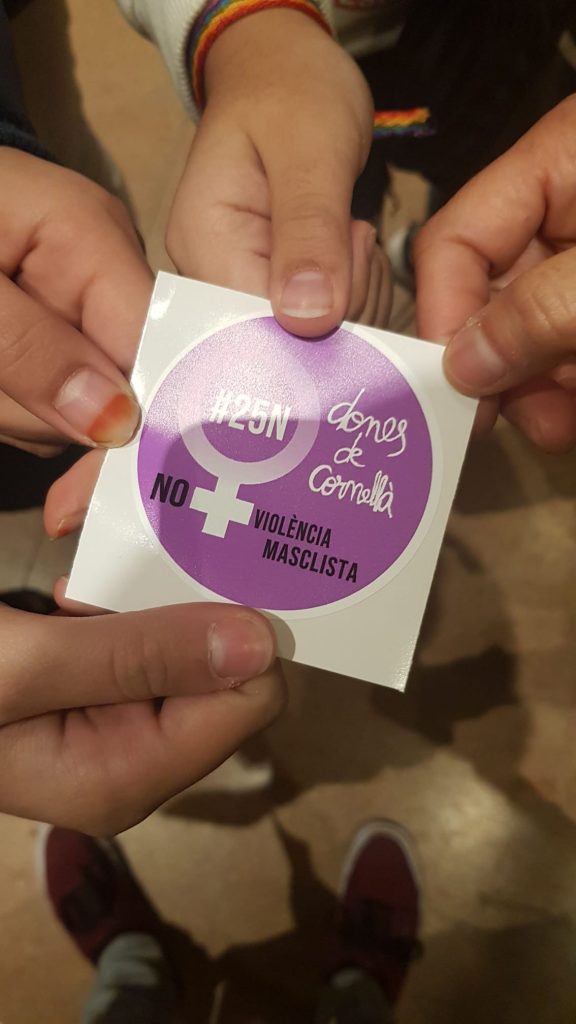 #25N
dones
de
Cornellà
NO + VIOLÈNCIA
MASCLISTA